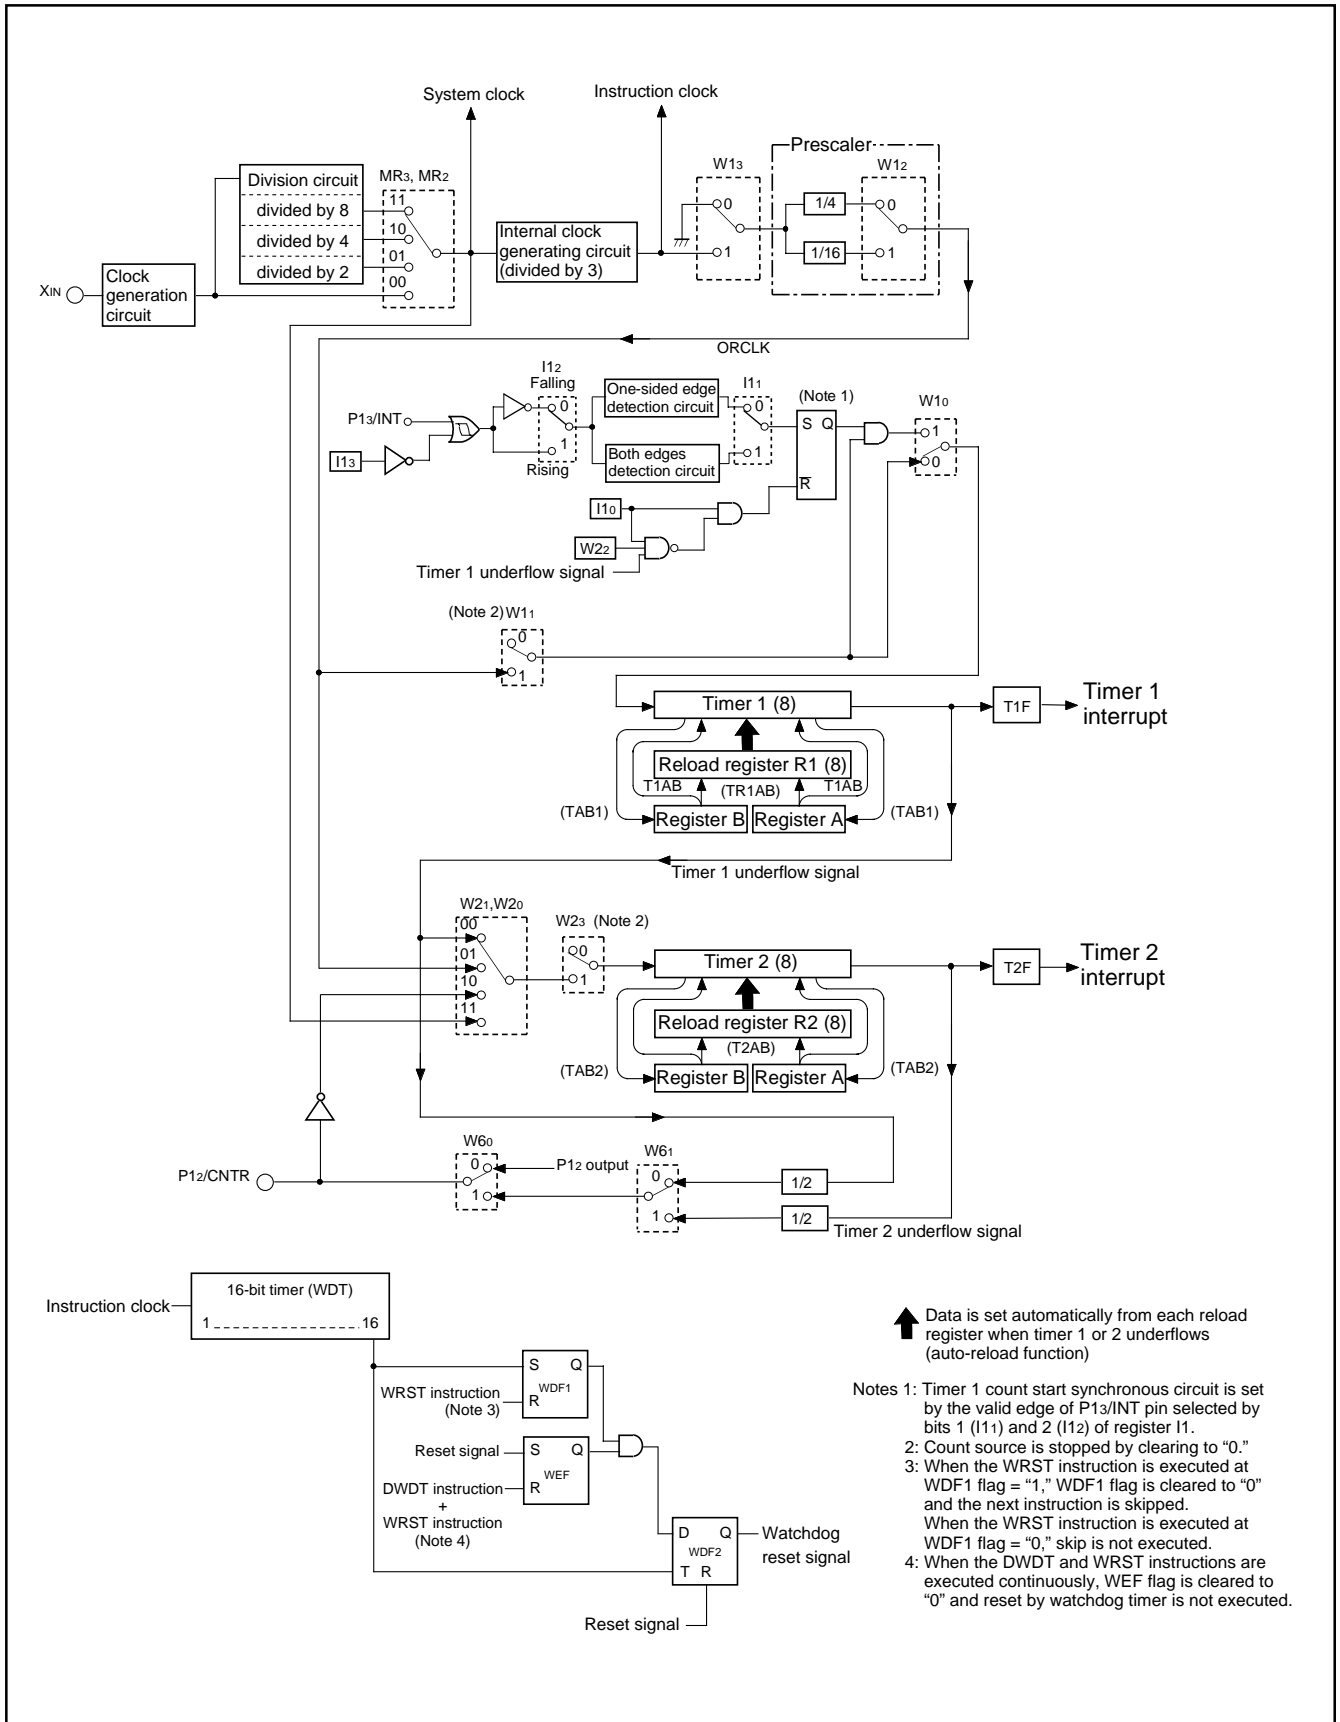 System clock
Instruction clock
Prescaler
W13
W12
Division circuit
MR3, MR2
divided by 8
11
divided by 4
10
divided by 2
01
00
Internal clock
generating circuit
(divided by 3)
0
1
1/4
1/16
0
1
XIN
Clock
generation
circuit
ORCLK
I12
Falling
One-sided edge
detection circuit
I11
(Note 1)
W10
P13/INT
0
1
Rising
I13
Both edges
detection circuit
0
1
S Q
R
1
0
I10
W22
Timer 1 underflow signal
(Note 2) W11
0
1
Timer 1 (8)
T1F
Timer 1
interrupt
Reload register R1 (8)
T1AB
(TR1AB)
T1AB
(TAB1)
Register B
Register A
(TAB1)
Timer 1 underflow signal
W21,W20
00
01
10
11
W23 (Note 2)
0
1
Timer 2 (8)
T2F
Timer 2
interrupt
Reload register R2 (8)
(T2AB)
(TAB2)
Register B
Register A
(TAB2)
P12/CNTR
W60
0
1
P12 output
W61
0
1
1/2
1/2
Timer 2 underflow signal
Instruction clock
16-bit timer (WDT)
1
16
S Q
WDF1
R
WRST instruction
(Note 3)
Reset signal
S Q
WEF
R
DWDT instruction
+
WRST instruction
(Note 4)
D Q
WDF2
T R
Watchdog
reset signal
Reset signal
Data is set automatically from each reload
register when timer 1 or 2 underflows
(auto-reload function)
Notes 1: Timer 1 count start synchronous circuit is set
by the valid edge of P13/INT pin selected by
bits 1 (I11) and 2 (I12) of register I1.
2: Count source is stopped by clearing to “0.”
3: When the WRST instruction is executed at
WDF1 flag = “1,” WDF1 flag is cleared to “0”
and the next instruction is skipped.
When the WRST instruction is executed at
WDF1 flag = “0,” skip is not executed.
4: When the DWDT and WRST instructions are
executed continuously, WEF flag is cleared to
“0” and reset by watchdog timer is not executed.